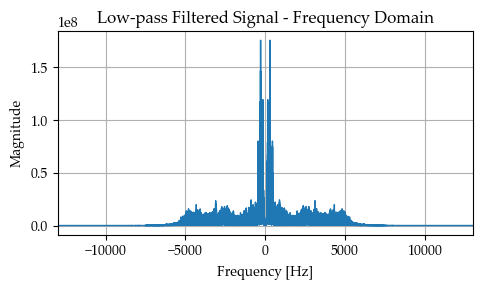 Low-pass Filtered Signal - Frequency Domain
1e8
1.5
1.0
0.5
0.0
Magnitude
−10000 −5000 0 5000 10000
Frequency [Hz]